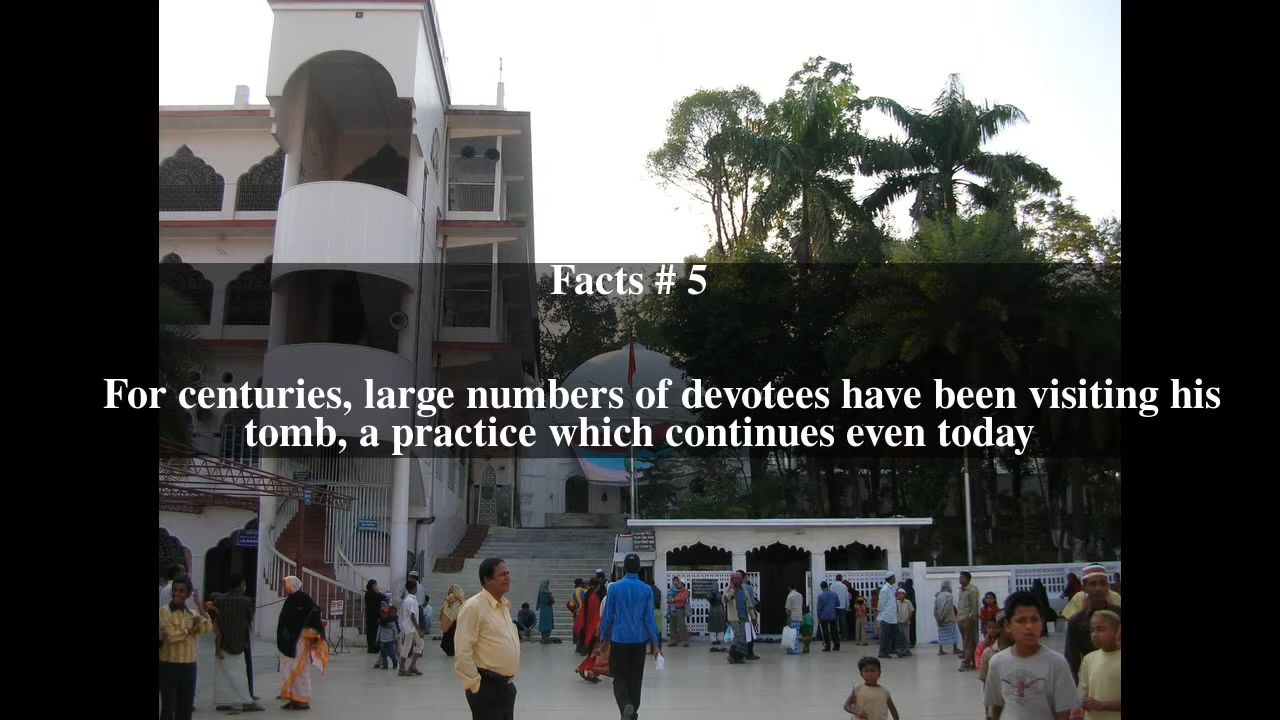 Facts # 5
For centuries, large numbers of devotees have been visiting his
tomb, a practice which continues even today